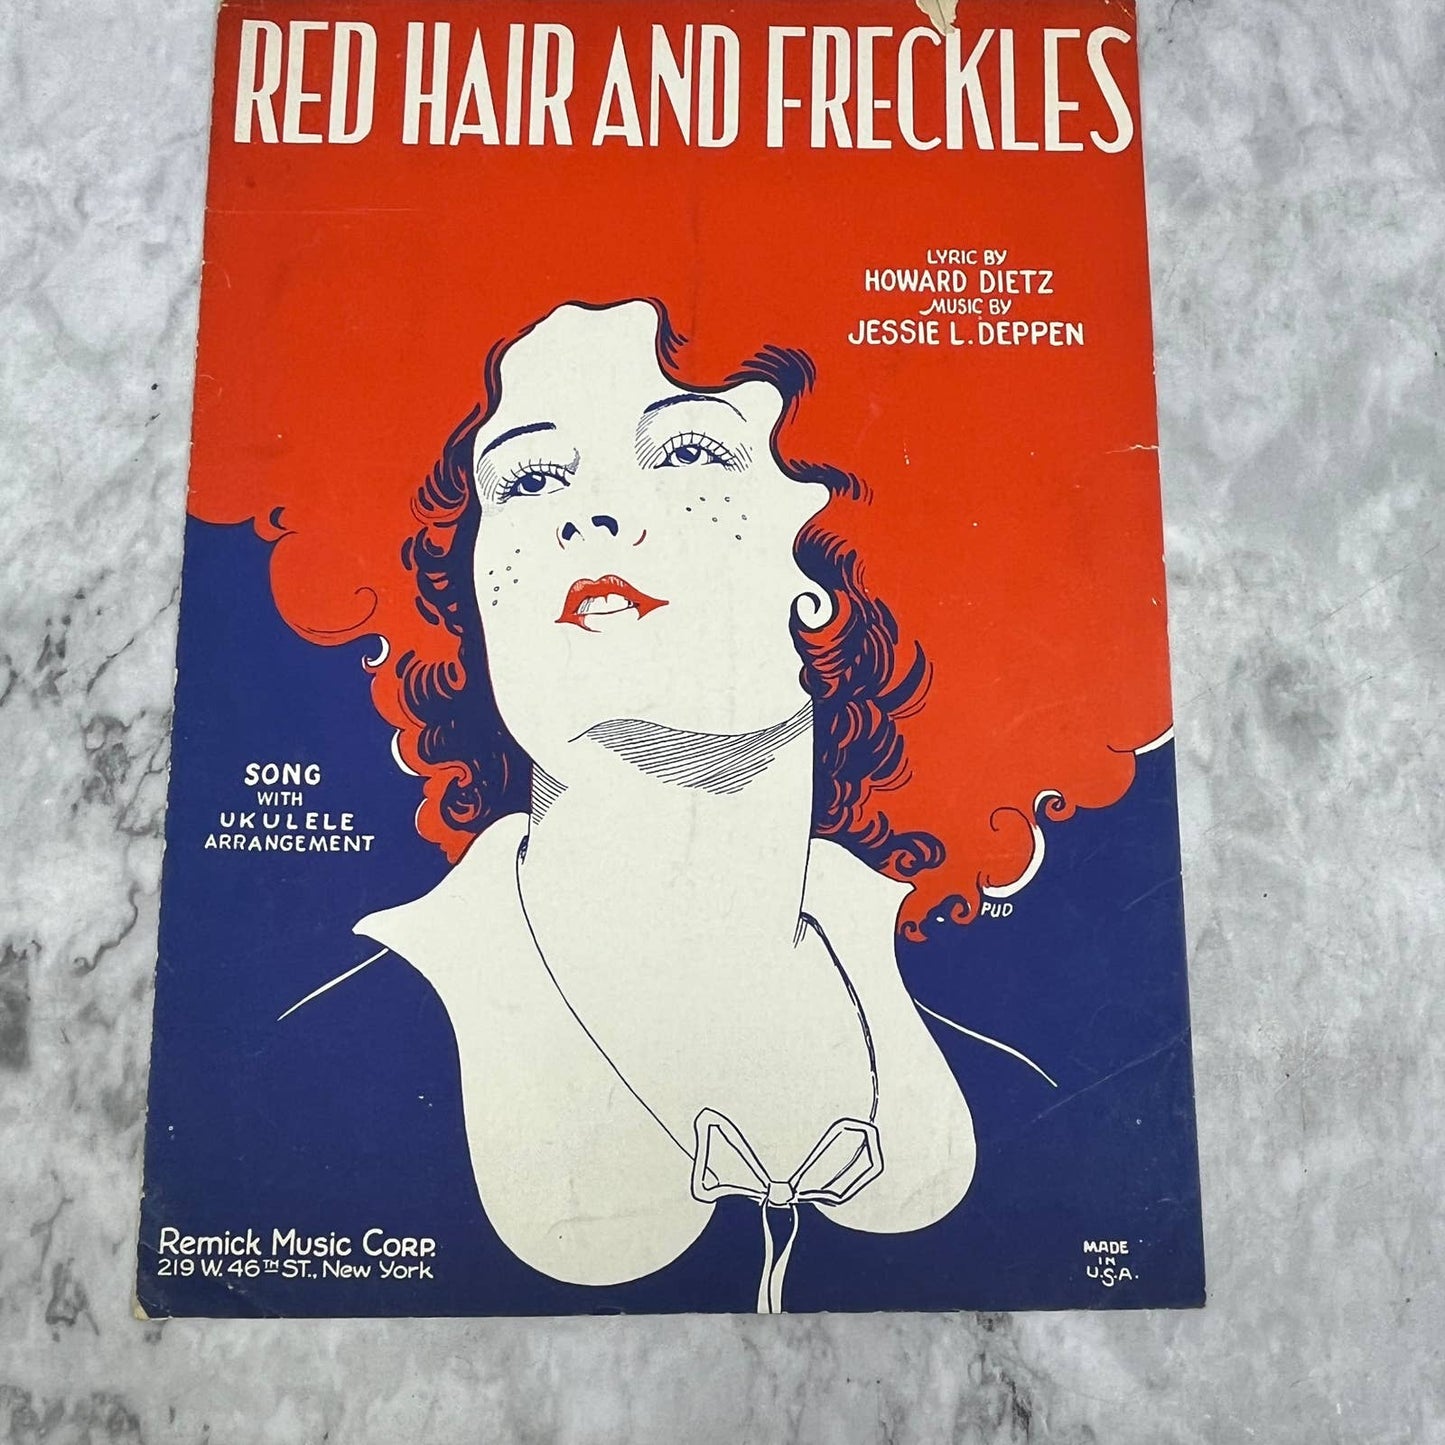 RED HAIR AND FRECKLES
LYRIC BY
HOWARD DIETZ
MUSIC BY
JESSIE L. DEPPEN
SONG
WITH
UKULELE
ARRANGEMENT
PUD
Remick Music Corp.
219 W. 46TH ST., New York
MADE
IN
U.S.A.